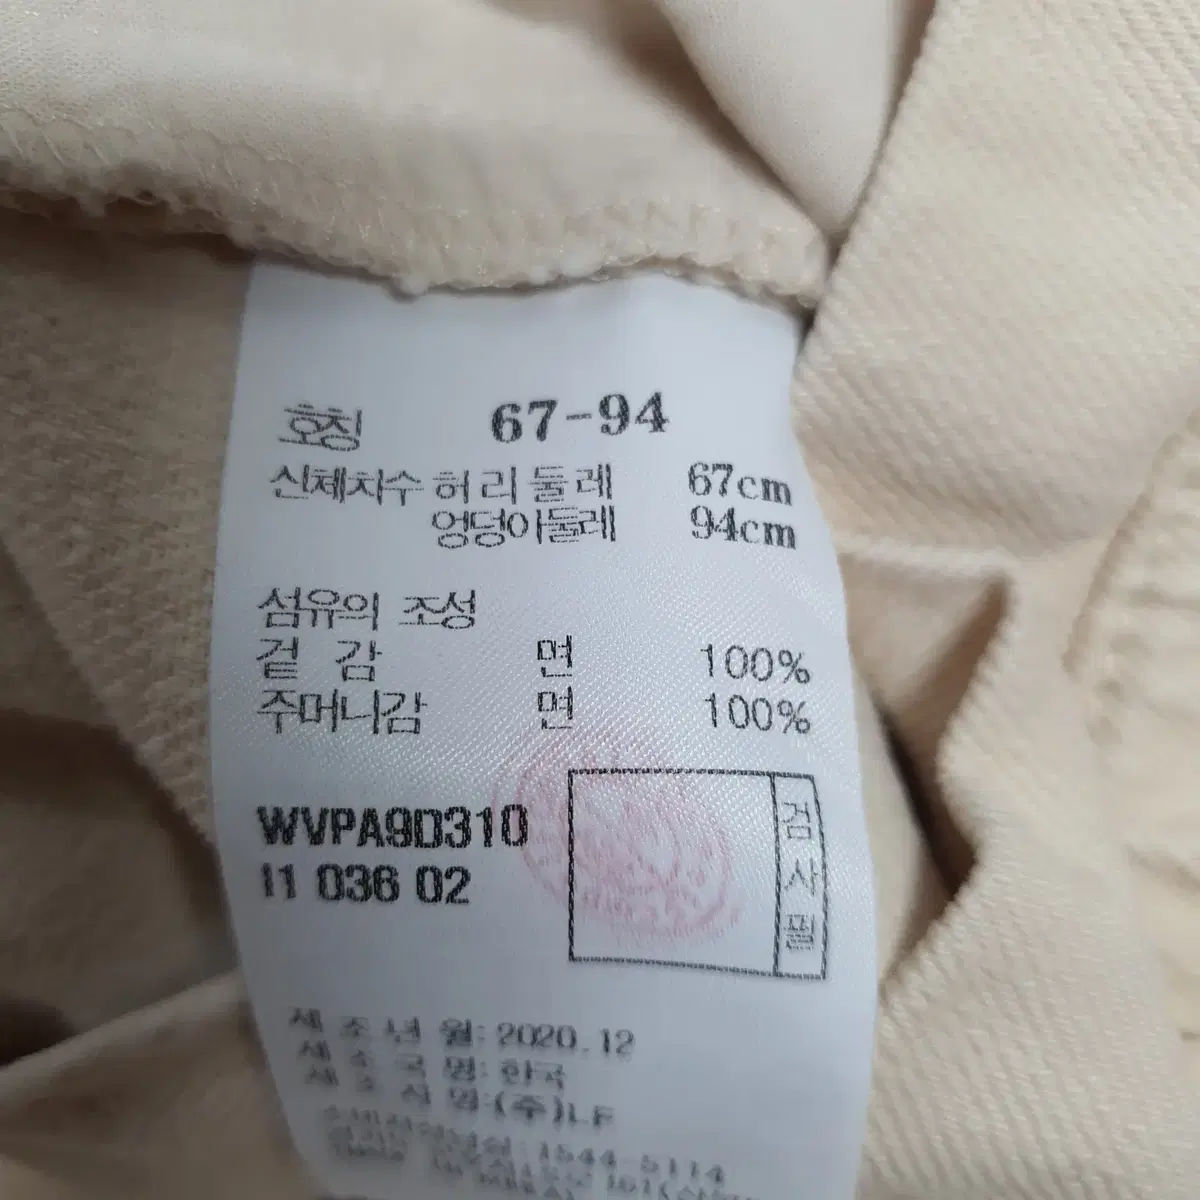 호칭 67-94
신체치수 허리둘레 67cm
엉덩이둘레 94cm
섬유의 조성
겉 감 면 100%
주머니감 면 100%
WVPA9D310
I1 036 02
검사필
제 조 년 월: 2020.12
제 조 국 명: 한국
제 조 사 명:(주)LF
1544-5114